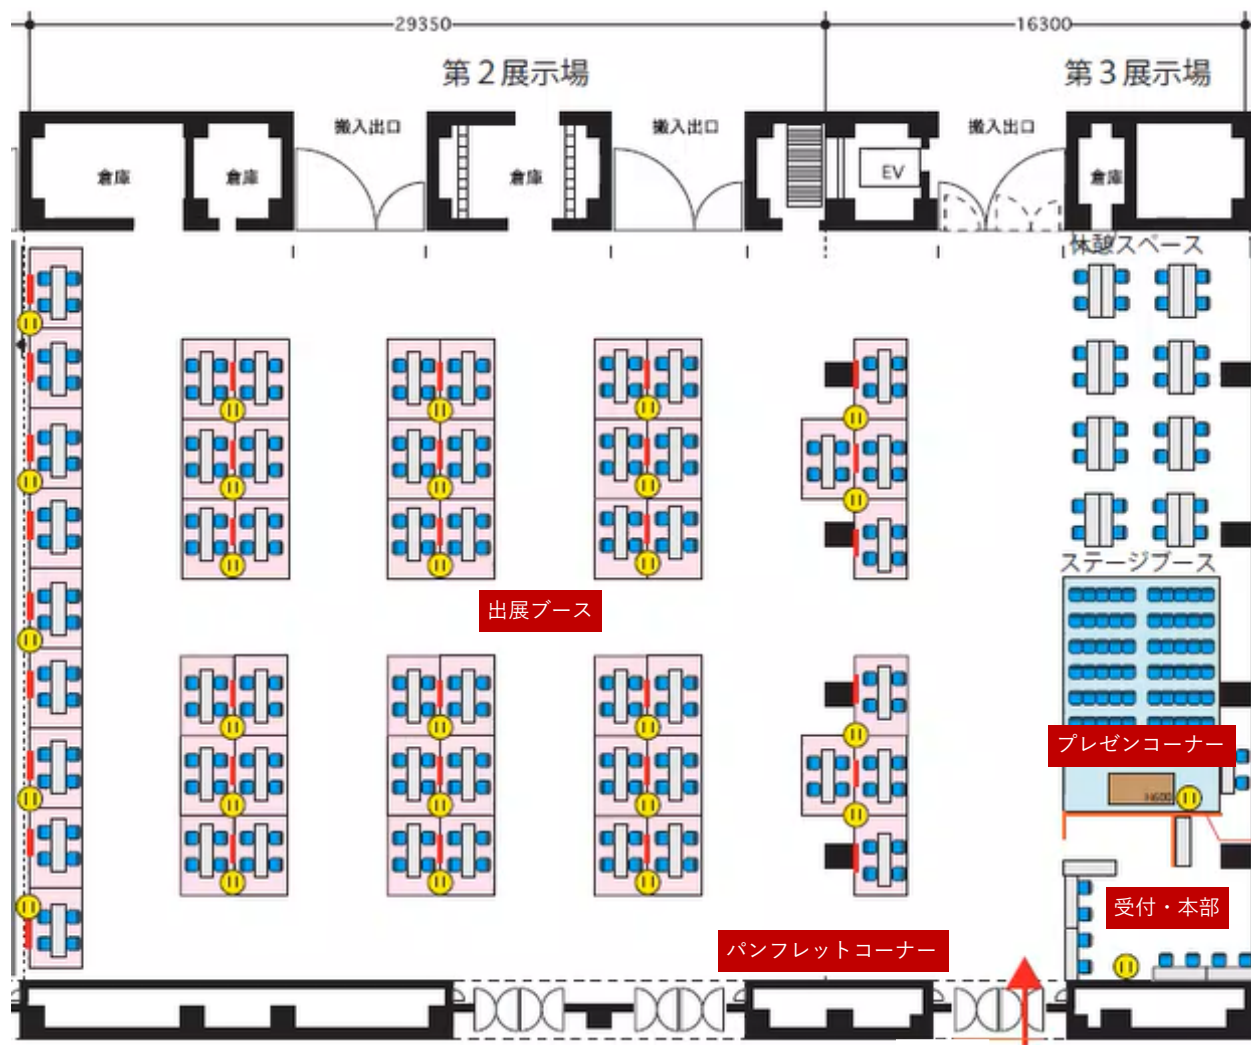 29350
16300
第2展示場
第3展示場
搬入出口
搬入出口
搬入出口
倉庫
倉庫
倉庫
EV
倉庫
休憩スペース
ステージブース
出展ブース
プレゼンコーナー
H600
受付・本部
パンフレットコーナー